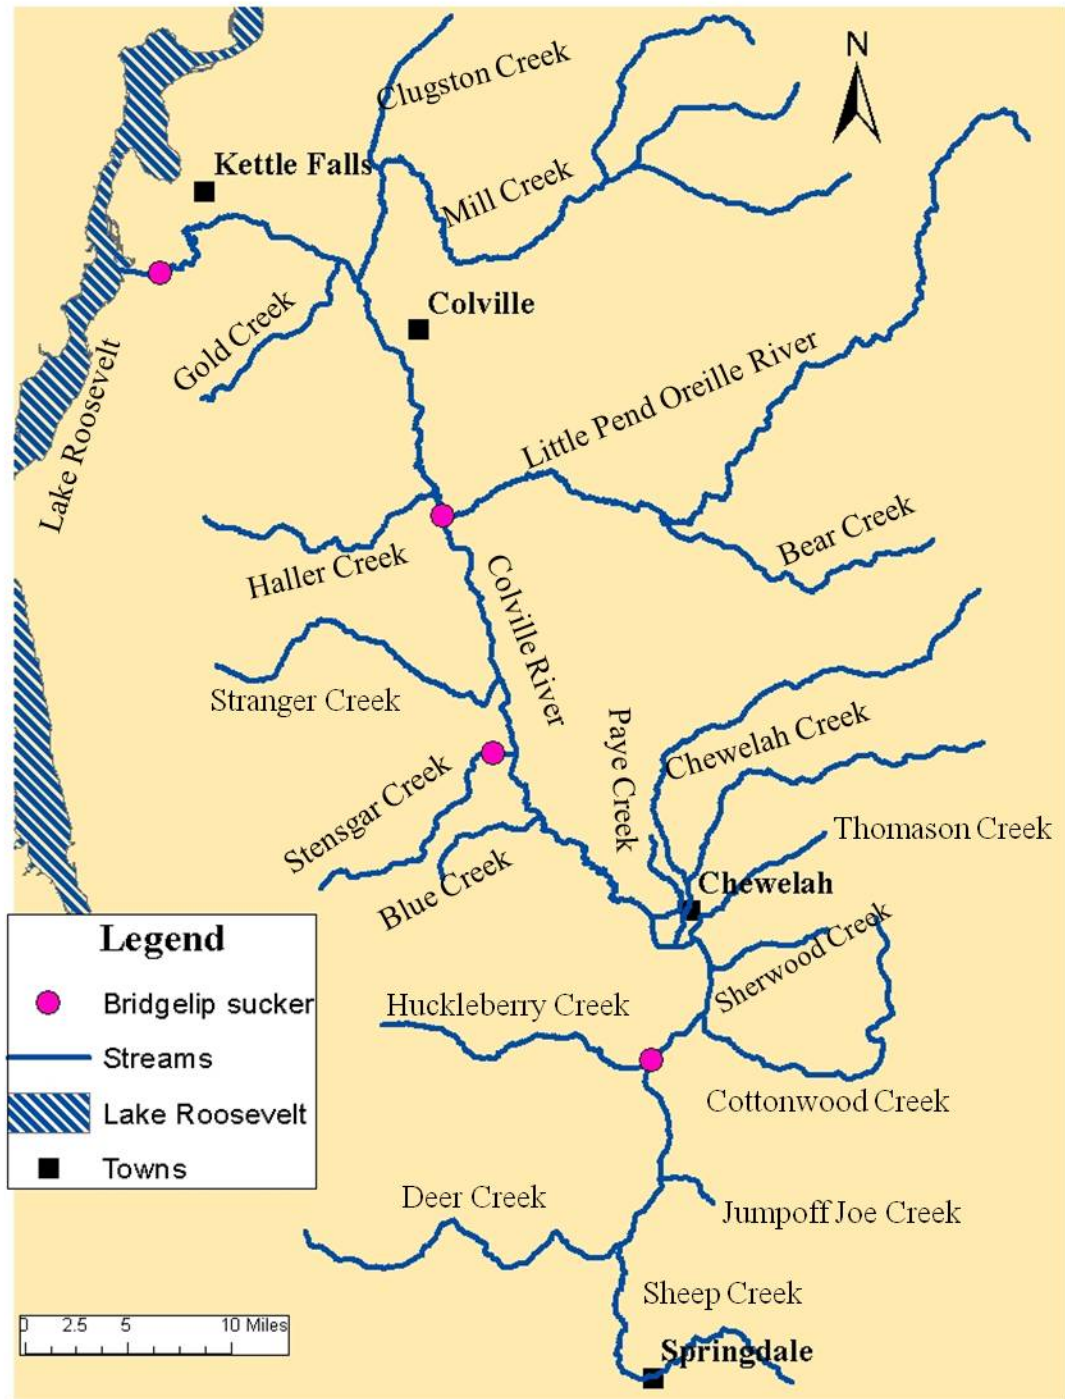 N
Clugston Creek
Kettle Falls
Mill Creek
Colville
Gold Creek
Lake Roosevelt
Little Pend Oreille River
Bear Creek
Haller Creek
Colville River
Stranger Creek
Paye Creek
Chewelah Creek
Stensgar Creek
Thomason Creek
Blue Creek
Chewelah
Sherwood Creek
Huckleberry Creek
Cottonwood Creek
Deer Creek
Jumpoff Joe Creek
Sheep Creek
Springdale
Legend
Bridgelip sucker
Streams
Lake Roosevelt
Towns
0 2.5 5 10 Miles